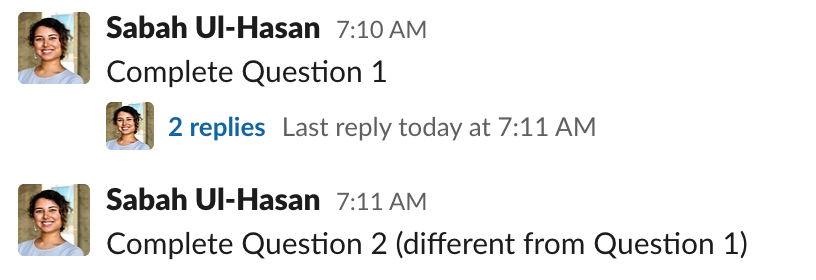 Sabah Ul-Hasan 7:10 AM
Complete Question 1
2 replies Last reply today at 7:11 AM
Sabah Ul-Hasan 7:11 AM
Complete Question 2 (different from Question 1)